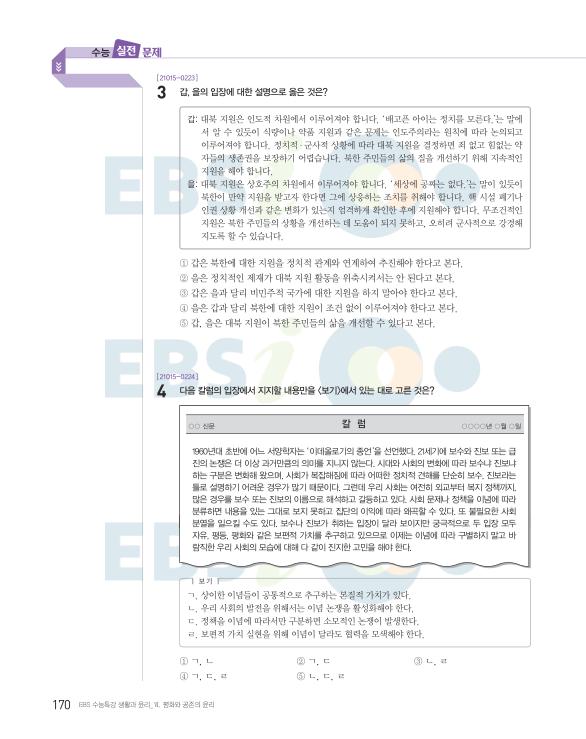 수능 실전 문제
[21015-0223]
3 갑, 을의 입장에 대한 설명으로 옳은 것은?
갑: 대북 지원은 인도적 차원에서 이루어져야 합니다. ‘배고픈 아이는 정치를 모른다.’는 말에
서 알 수 있듯이 식량이나 약품 지원과 같은 문제는 인도주의라는 원칙에 따라 논의되고
이루어져야 합니다. 정치적·군사적 상황에 따라 대북 지원을 결정하면 죄 없고 힘없는 약
자들의 생존권을 보장하기 어렵습니다. 북한 주민들의 삶의 질을 개선하기 위해 지속적인
지원을 해야 합니다.
을: 대북 지원은 상호주의 차원에서 이루어져야 합니다. ‘세상에 공짜는 없다.’는 말이 있듯이
북한이 만약 지원을 받고자 한다면 그에 상응하는 조치를 취해야 합니다. 핵 시설 폐기나
인권 상황 개선과 같은 변화가 있는지 엄격하게 확인한 후에 지원해야 합니다. 무조건적인
지원은 북한 주민들의 상황을 개선하는 데 도움이 되지 못하고, 오히려 군사적으로 강경해
지도록 할 수 있습니다.
① 갑은 북한에 대한 지원을 정치적 관계와 연계하여 추진해야 한다고 본다.
② 을은 정치적인 제재가 대북 지원 활동을 위축시켜서는 안 된다고 본다.
③ 갑은 을과 달리 비민주적 국가에 대한 지원을 하지 말아야 한다고 본다.
④ 을은 갑과 달리 북한에 대한 지원이 조건 없이 이루어져야 한다고 본다.
⑤ 갑, 을은 대북 지원이 북한 주민들의 삶을 개선할 수 있다고 본다.
[21015-0224]
4 다음 칼럼의 입장에서 지지할 내용만을 〈보기〉에서 있는 대로 고른 것은?
○○ 신문 칼 럼 ○○○○년 ○월 ○일
1960년대 초반에 어느 서양학자는 ‘이데올로기의 종언’을 선언했다. 21세기에 보수와 진보 또는 급
진의 논쟁은 더 이상 과거만큼의 의미를 지니지 않는다. 시대와 사회의 변화에 따라 보수냐 진보냐
하는 구분은 변화해 왔으며, 사회가 복잡해짐에 따라 어떠한 정치적 견해를 단순히 보수, 진보라는
틀로 설명하기 어려운 경우가 많기 때문이다. 그런데 우리 사회는 여전히 외교부터 복지 정책까지,
많은 경우를 보수 또는 진보의 이름으로 해석하고 갈등하고 있다. 사회 문제나 정책을 이념에 따라
분류하면 내용을 있는 그대로 보지 못하고 집단의 이익에 따라 왜곡할 수 있다. 또 불필요한 사회
분열을 일으킬 수도 있다. 보수나 진보가 취하는 입장이 달라 보이지만 궁극적으로 두 입장 모두
자유, 평등, 평화와 같은 보편적 가치를 추구하고 있으므로 이제는 이념에 따라 구별하지 말고 바
람직한 우리 사회의 모습에 대해 다 같이 진지한 고민을 해야 한다.
보기
ㄱ. 상이한 이념들이 공통적으로 추구하는 본질적 가치가 있다.
ㄴ. 우리 사회의 발전을 위해서는 이념 논쟁을 활성화해야 한다.
ㄷ. 정책을 이념에 따라서만 구분하면 소모적인 논쟁이 발생한다.
ㄹ. 보편적 가치 실현을 위해 이념이 달라도 협력을 모색해야 한다.
① ㄱ, ㄴ ② ㄱ, ㄷ ③ ㄴ, ㄹ
④ ㄱ, ㄷ, ㄹ ⑤ ㄴ, ㄷ, ㄹ
170 EBS 수능특강 생활과 윤리_Ⅵ. 평화와 공존의 윤리
EBSi
EBSi
EBSi